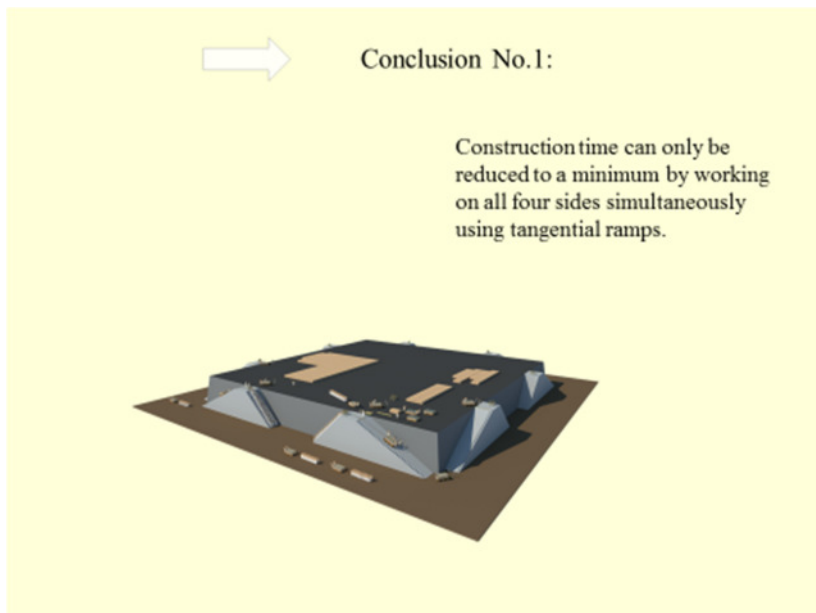 Conclusion No.1:
Construction time can only be
reduced to a minimum by working
on all four sides simultaneously
using tangential ramps.